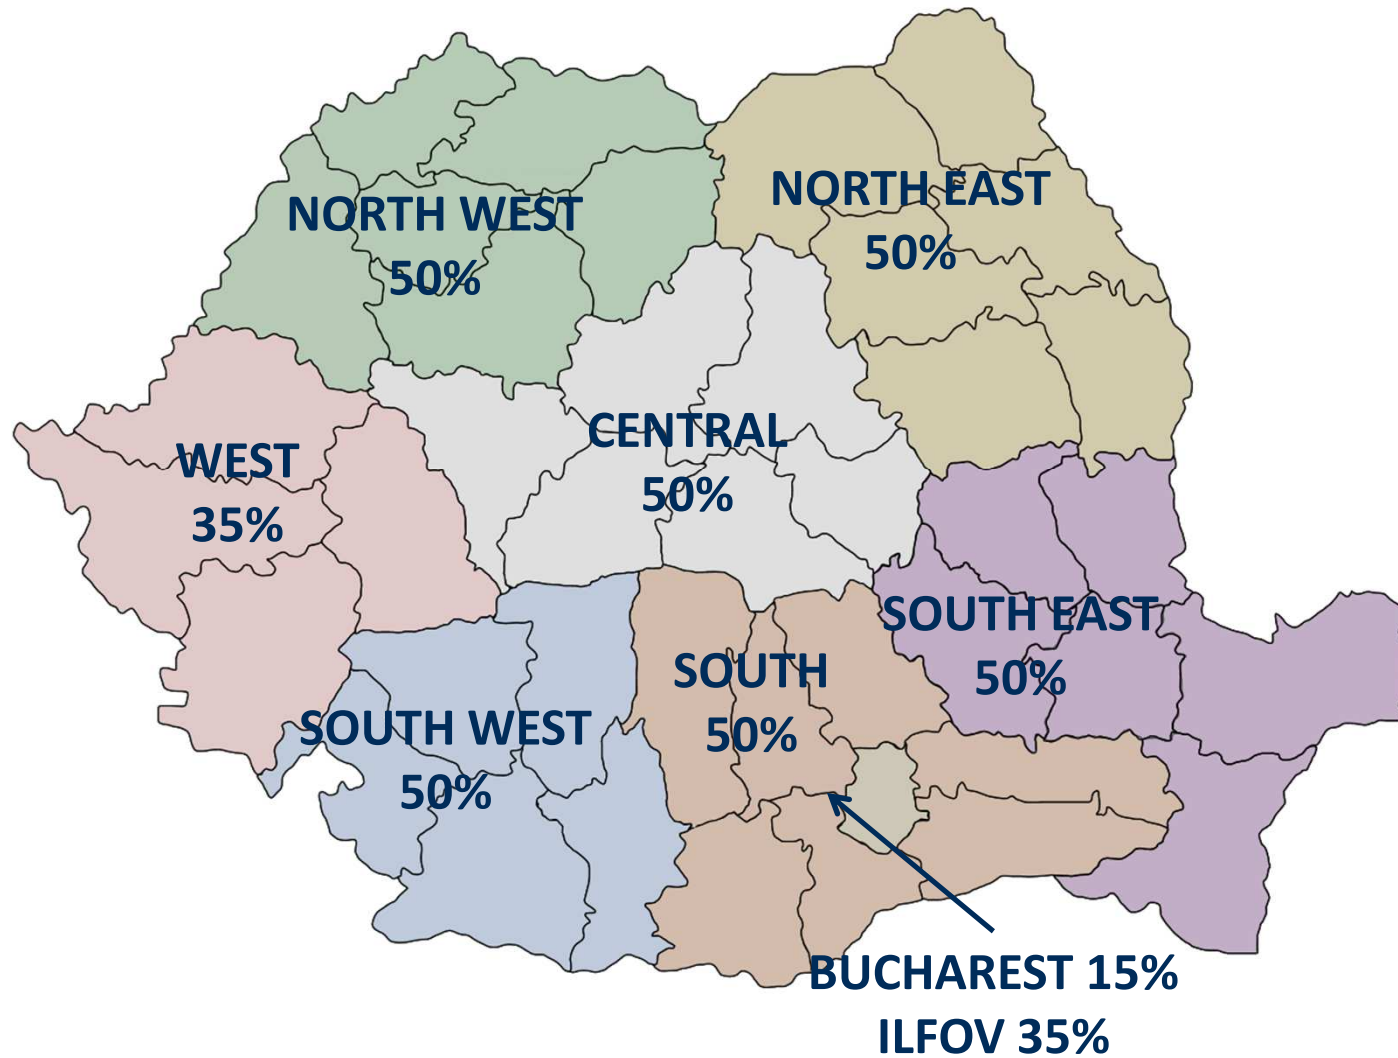 NORTH WEST
50%
NORTH EAST
50%
WEST
35%
CENTRAL
50%
SOUTH EAST
50%
SOUTH
50%
SOUTH WEST
50%
BUCHAREST 15%
ILFOV 35%